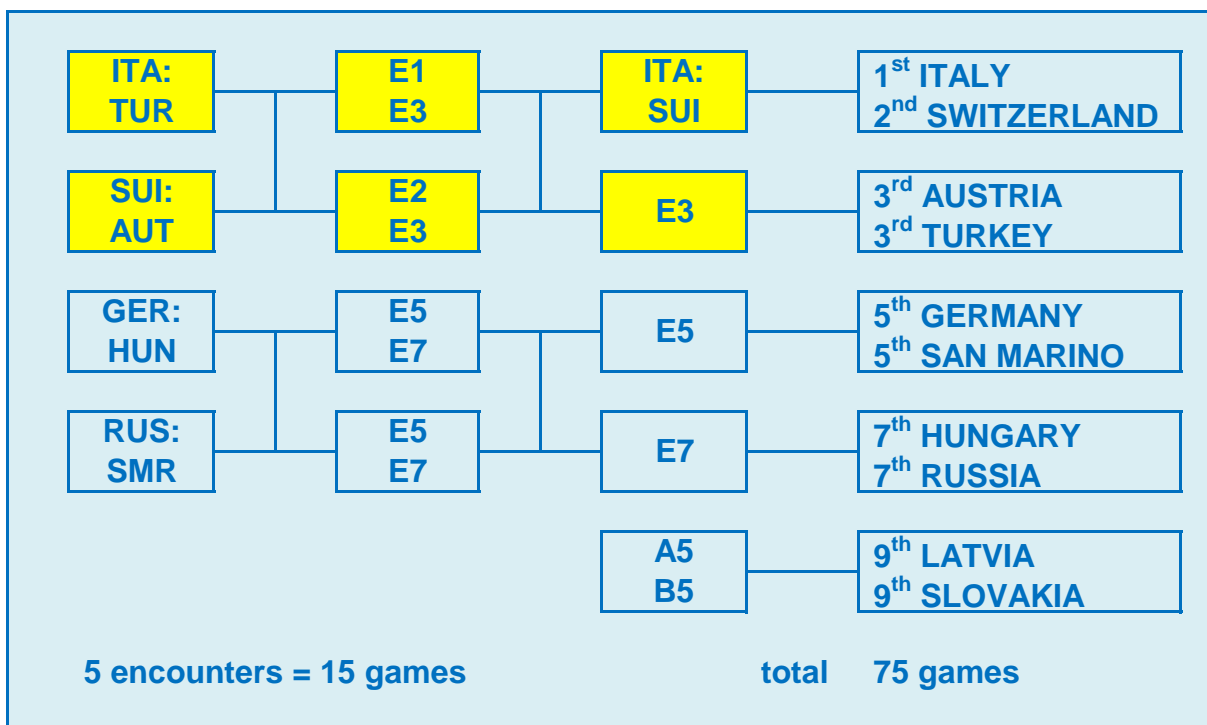 ITA:
TUR
E1
E3
ITA:
SUI
1st ITALY
2nd SWITZERLAND
SUI:
AUT
E2
E3
E3
3rd AUSTRIA
3rd TURKEY
GER:
HUN
E5
E7
E5
5th GERMANY
5th SAN MARINO
RUS:
SMR
E5
E7
E7
7th HUNGARY
7th RUSSIA
A5
B5
9th LATVIA
9th SLOVAKIA
5 encounters = 15 games
total 75 games